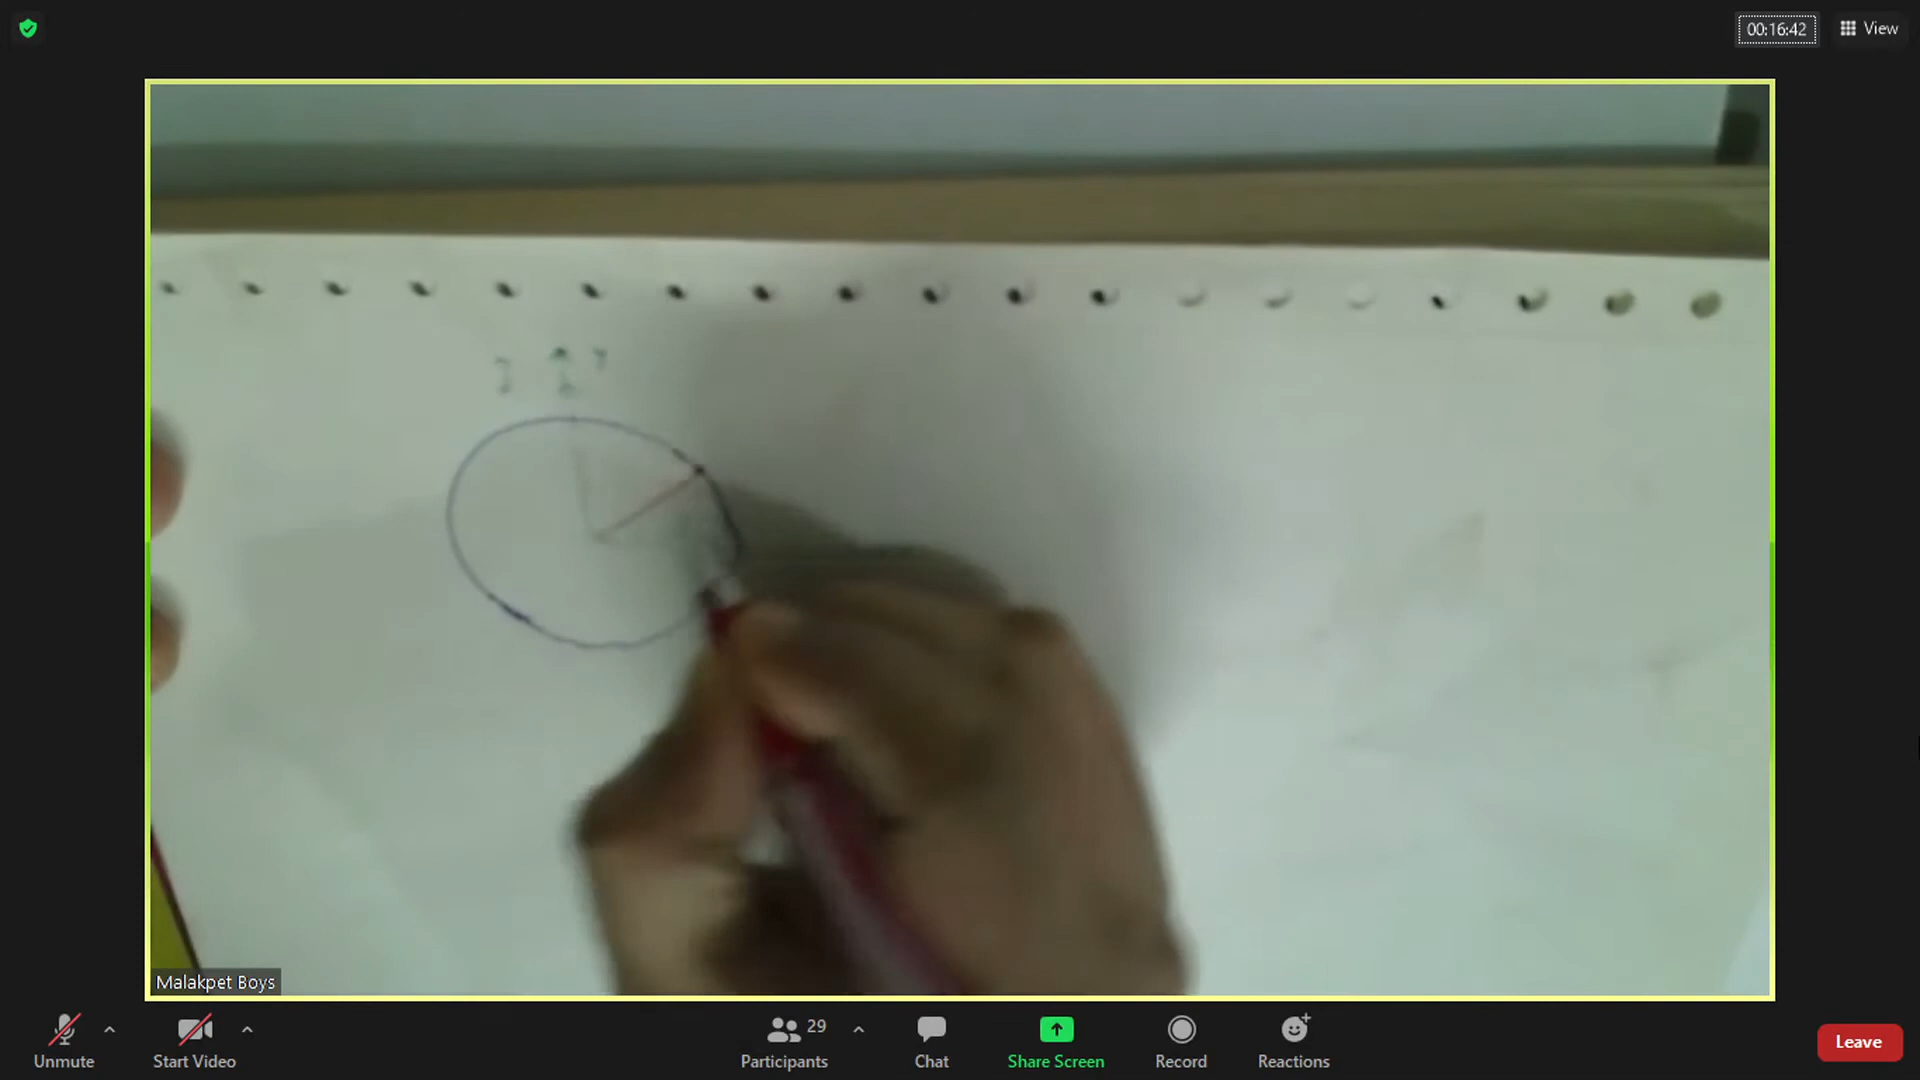 00:16:42 View
Malakpet Boys
Unmute Start Video Participants 29 Chat Share Screen Record Reactions Leave